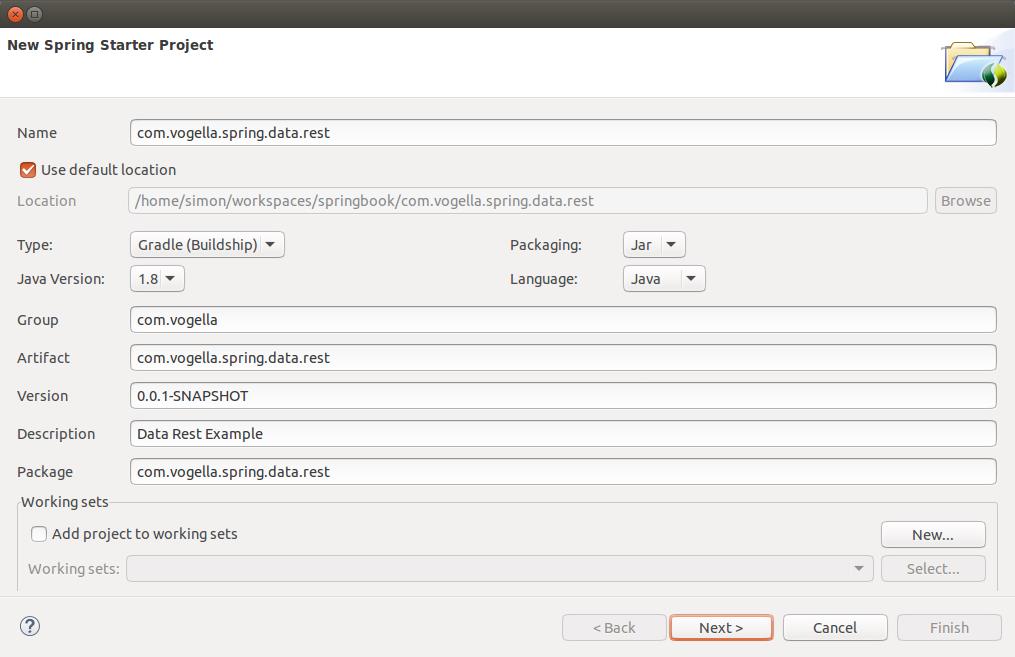 New Spring Starter Project
Name com.vogella.spring.data.rest
Use default location
Location /home/simon/workspaces/springbook/com.vogella.spring.data.rest Browse
Type: Gradle (Buildship) Packaging: Jar
Java Version: 1.8 Language: Java
Group com.vogella
Artifact com.vogella.spring.data.rest
Version 0.0.1-SNAPSHOT
Description Data Rest Example
Package com.vogella.spring.data.rest
Working sets
Add project to working sets New...
Working sets: Select...
? < Back Next > Cancel Finish